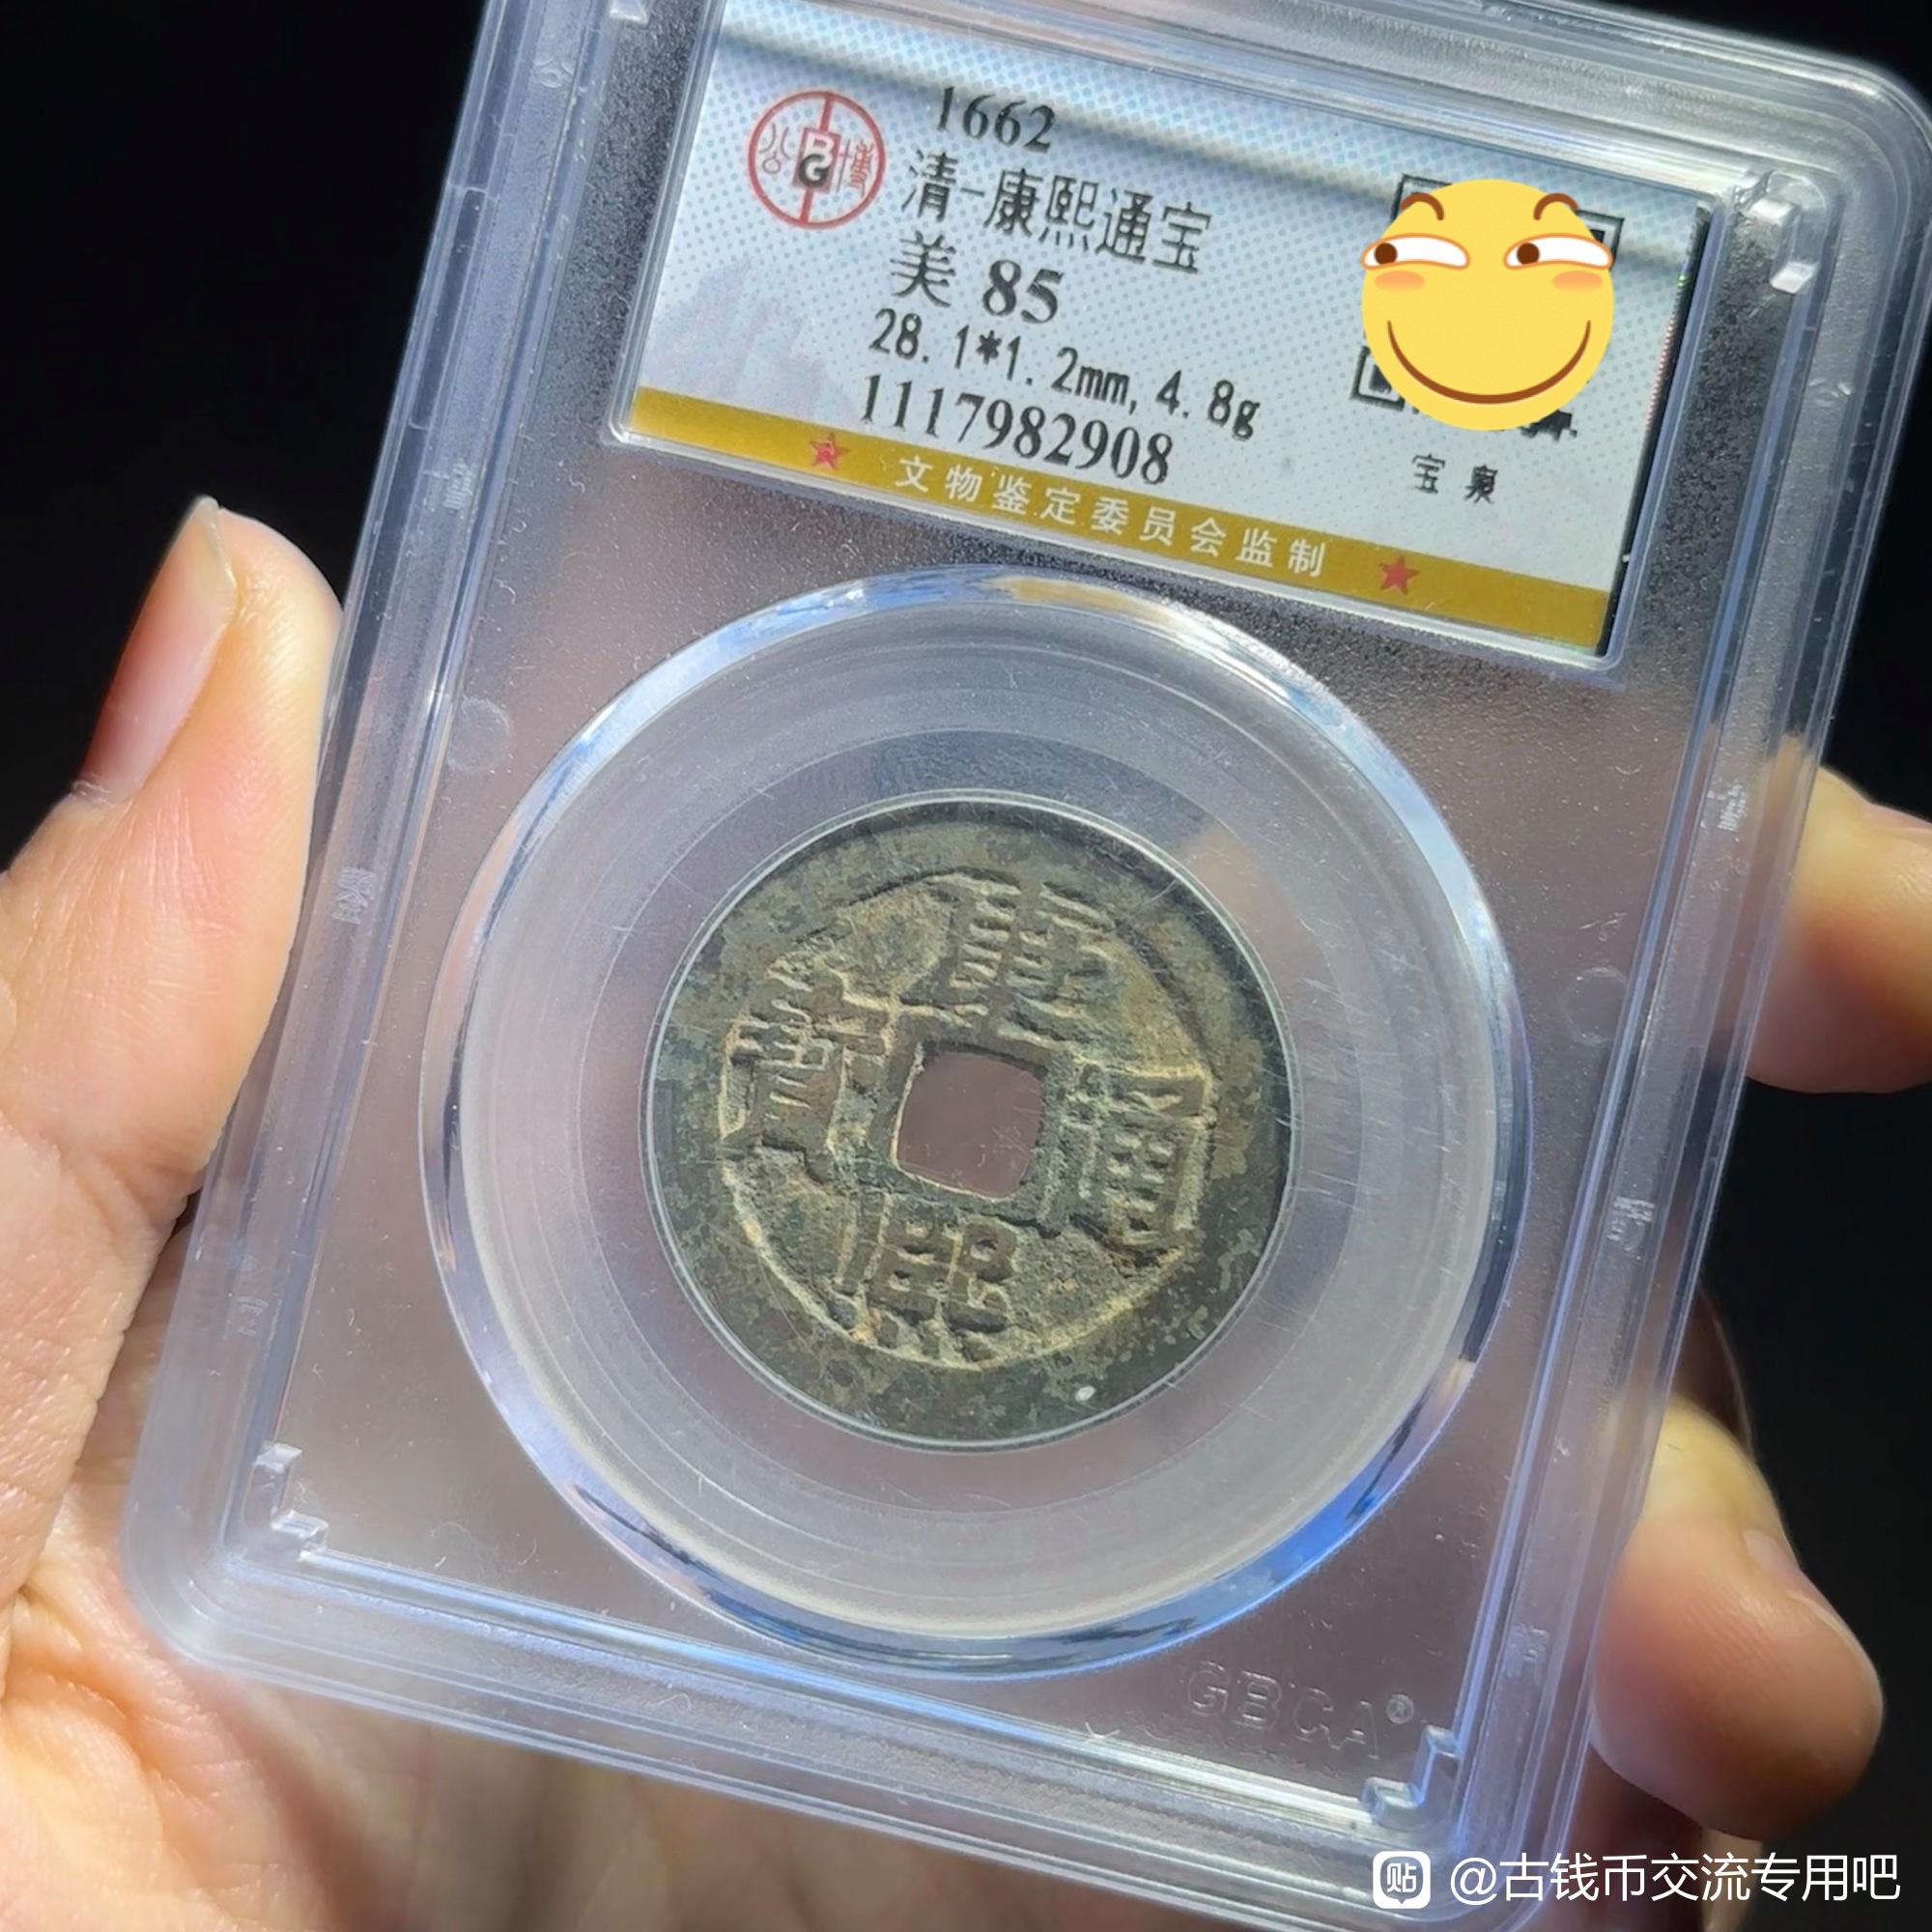 公 BG 博
1662
清-康熙通宝
美 85
28.1*1.2mm, 4.8g
1117982908
宝泉
文物鉴定委员会监制
康熙通寶
GBCA®
贴 @古钱币交流专用吧